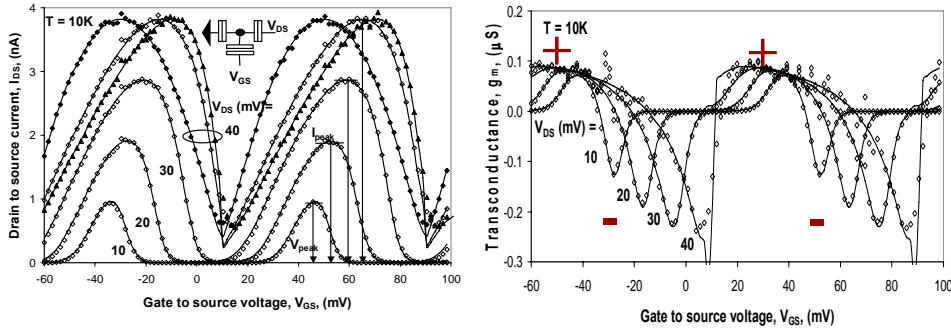 T = 10K
V_DS
V_GS
V_DS (mV) =
I_peak
40
30
20
10
V_peak
4
3
2
1
0
-60 -40 -20 0 20 40 60 80 100
Drain to source current, I_DS, (nA)
Gate to source voltage, V_GS, (mV)
T = 10K
V_DS (mV) =
10
20
30
40
0.2
0.1
0.0
-0.1
-0.2
-0.3
-60 -40 -20 0 20 40 60 80 100
Transconductance, g_m, (µS)
Gate to source voltage, V_GS, (mV)